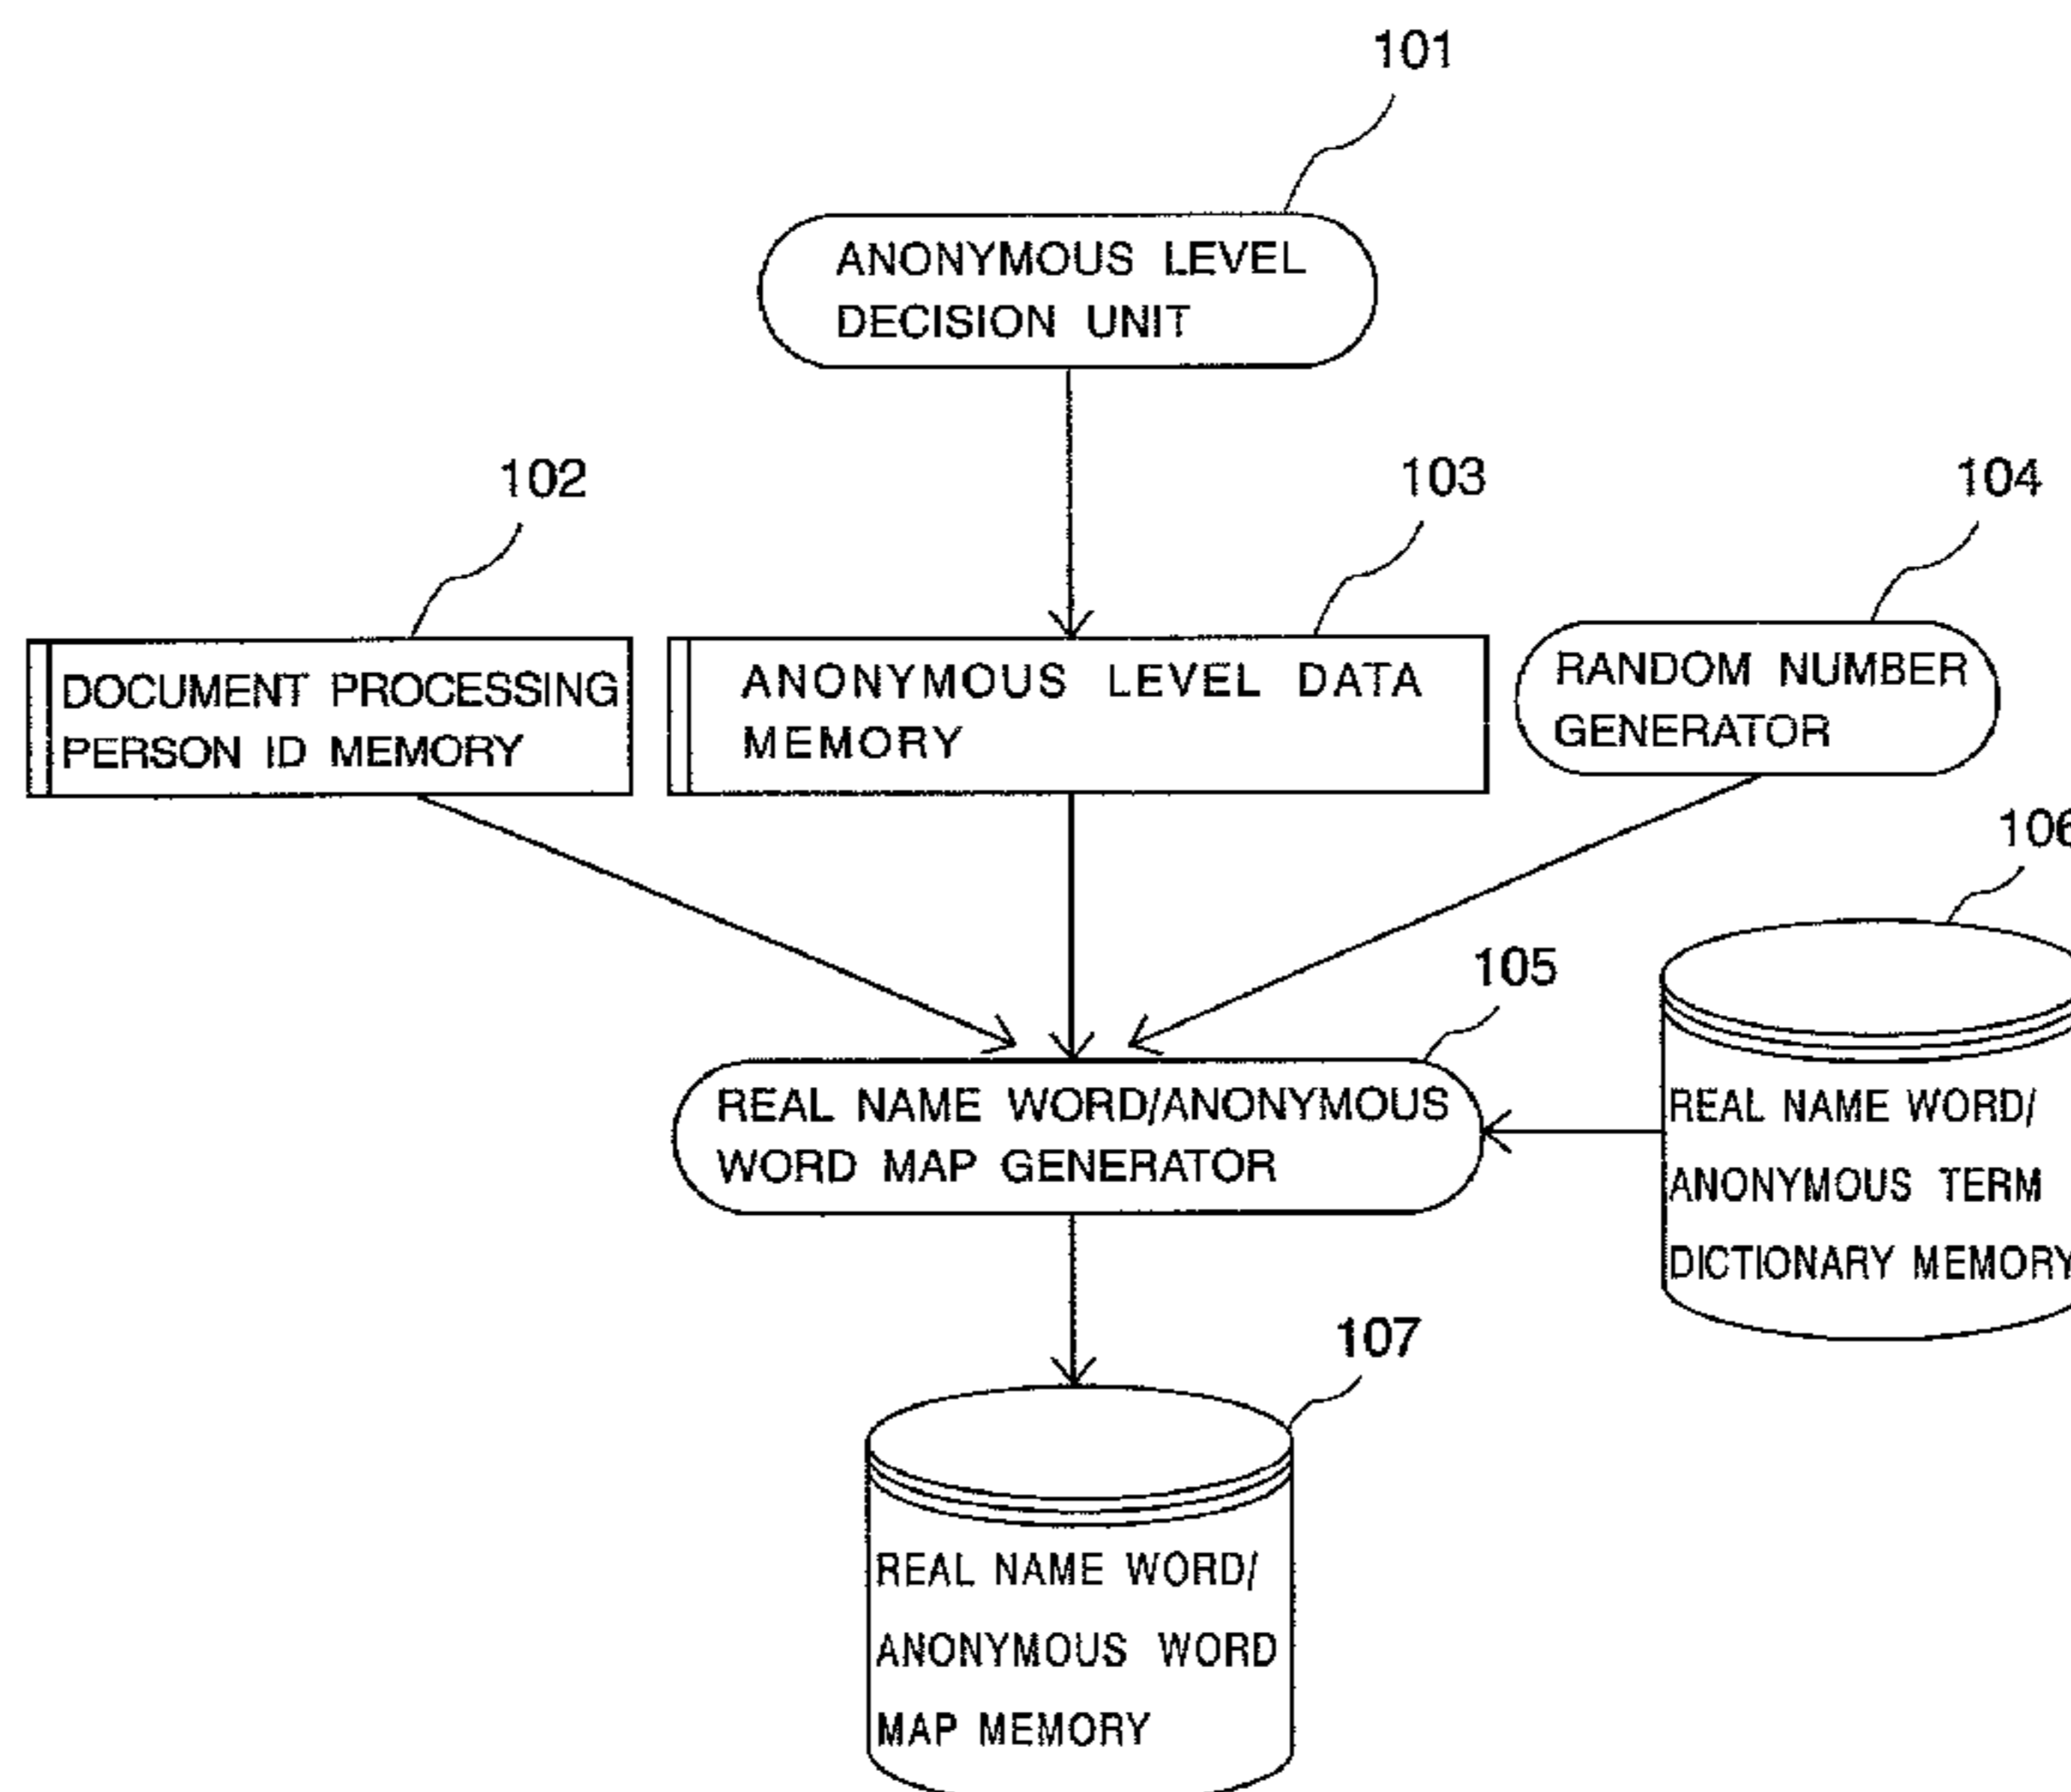 101
ANONYMOUS LEVEL
DECISION UNIT
102
103
104
DOCUMENT PROCESSING
PERSON ID MEMORY
ANONYMOUS LEVEL DATA
MEMORY
RANDOM NUMBER
GENERATOR
106
105
REAL NAME WORD/ANONYMOUS
WORD MAP GENERATOR
REAL NAME WORD/
ANONYMOUS TERM
DICTIONARY MEMORY
107
REAL NAME WORD/
ANONYMOUS WORD
MAP MEMORY